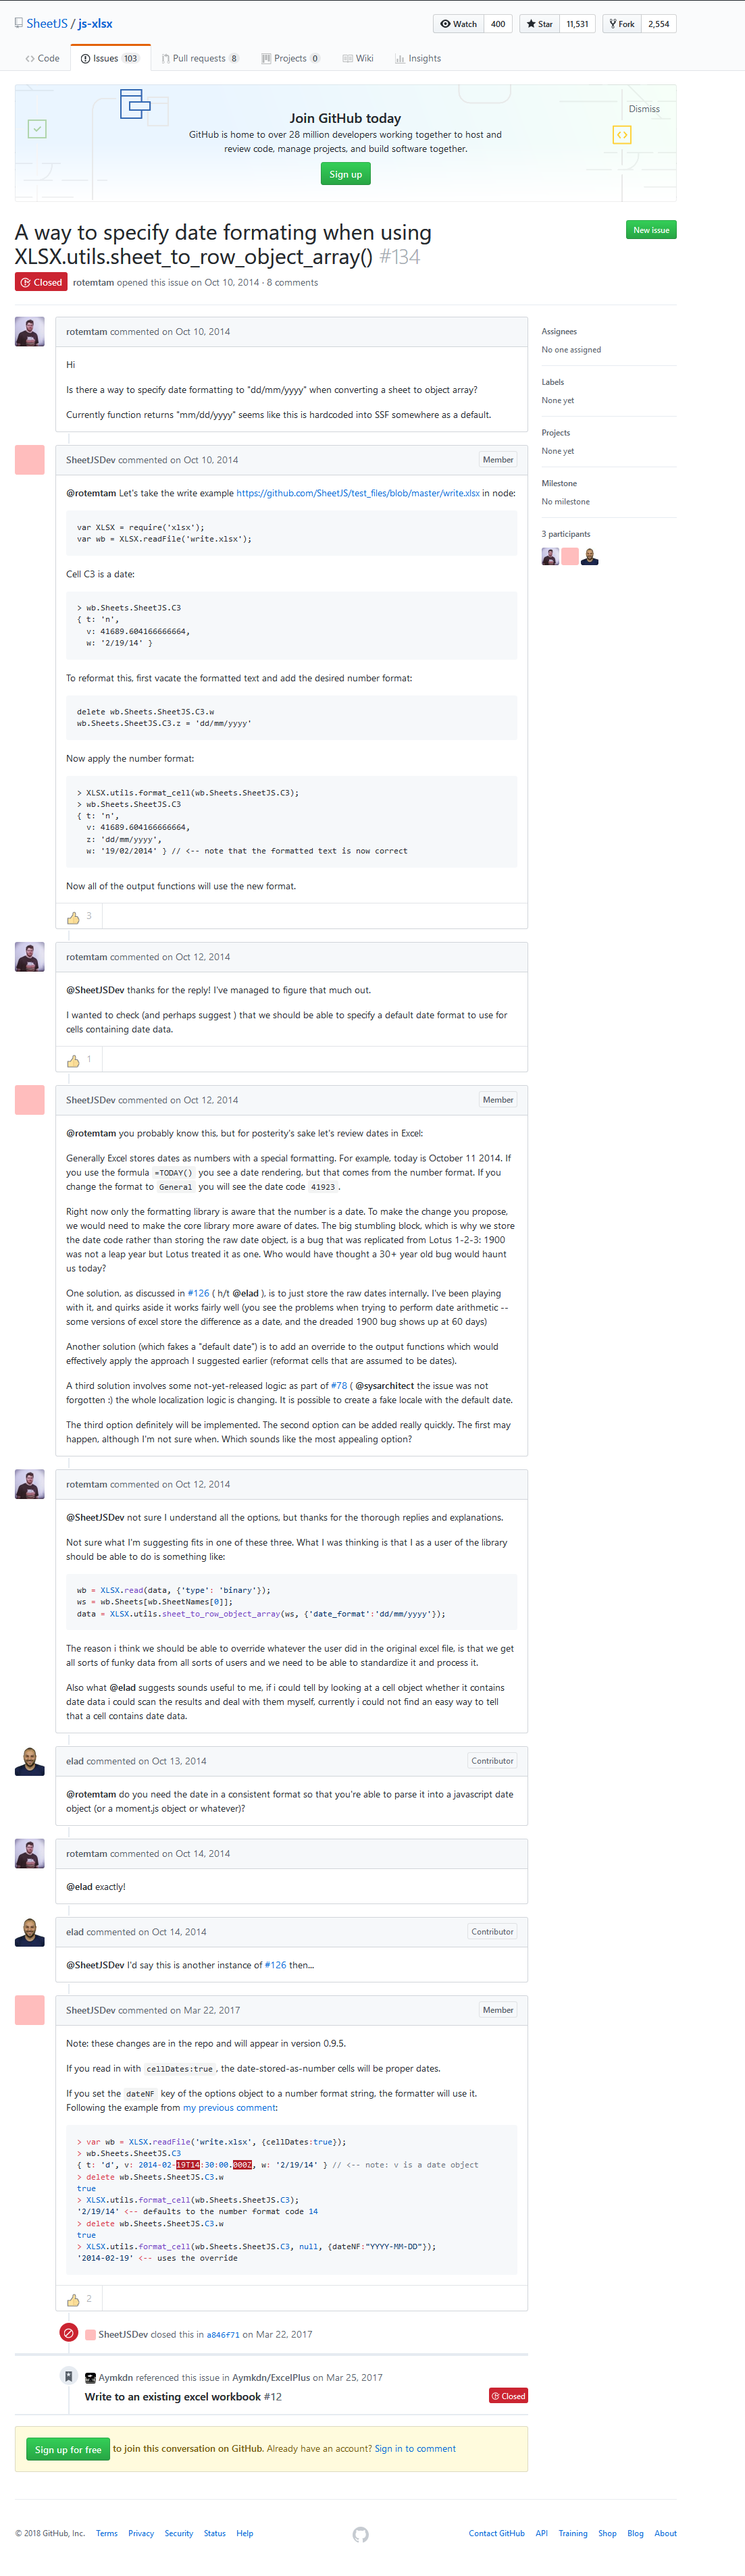 SheetJS / js-xlsx
Watch 400 Star 11,531 Fork 2,554
Code Issues 103 Pull requests 8 Projects 0 Wiki Insights
Join GitHub today
Dismiss
GitHub is home to over 28 million developers working together to host and
review code, manage projects, and build software together.
Sign up
A way to specify date formating when using
XLSX.utils.sheet_to_row_object_array() #134
New issue
Closed rotemtam opened this issue on Oct 10, 2014 · 8 comments
rotemtam commented on Oct 10, 2014
Hi
Is there a way to specify date formatting to "dd/mm/yyyy" when converting a sheet to object array?
Currently function returns "mm/dd/yyyy" seems like this is hardcoded into SSF somewhere as a default.
Assignees
No one assigned
Labels
None yet
Projects
None yet
Milestone
No milestone
3 participants
SheetJSDev commented on Oct 10, 2014 Member
@rotemtam Let's take the write example https://github.com/SheetJS/test_files/blob/master/write.xlsx in node:
var XLSX = require('xlsx');
var wb = XLSX.readFile('write.xlsx');
Cell C3 is a date:
> wb.Sheets.SheetJS.C3
{ t: 'n',
v: 41689.604166666664,
w: '2/19/14' }
To reformat this, first vacate the formatted text and add the desired number format:
delete wb.Sheets.SheetJS.C3.w
wb.Sheets.SheetJS.C3.z = 'dd/mm/yyyy'
Now apply the number format:
> XLSX.utils.format_cell(wb.Sheets.SheetJS.C3);
> wb.Sheets.SheetJS.C3
{ t: 'n',
v: 41689.604166666664,
z: 'dd/mm/yyyy',
w: '19/02/2014' } // <-- note that the formatted text is now correct
Now all of the output functions will use the new format.
3
rotemtam commented on Oct 12, 2014
@SheetJSDev thanks for the reply! I've managed to figure that much out.
I wanted to check (and perhaps suggest ) that we should be able to specify a default date format to use for
cells containing date data.
1
SheetJSDev commented on Oct 12, 2014 Member
@rotemtam you probably know this, but for posterity's sake let's review dates in Excel:
Generally Excel stores dates as numbers with a special formatting. For example, today is October 11 2014. If
you use the formula =TODAY() you see a date rendering, but that comes from the number format. If you
change the format to General you will see the date code 41923 .
Right now only the formatting library is aware that the number is a date. To make the change you propose,
we would need to make the core library more aware of dates. The big stumbling block, which is why we store
the date code rather than storing the raw date object, is a bug that was replicated from Lotus 1-2-3: 1900
was not a leap year but Lotus treated it as one. Who would have thought a 30+ year old bug would haunt
us today?
One solution, as discussed in #126 ( h/t @elad ), is to just store the raw dates internally. I've been playing
with it, and quirks aside it works fairly well (you see the problems when trying to perform date arithmetic --
some versions of excel store the difference as a date, and the dreaded 1900 bug shows up at 60 days)
Another solution (which fakes a "default date") is to add an override to the output functions which would
effectively apply the approach I suggested earlier (reformat cells that are assumed to be dates).
A third solution involves some not-yet-released logic: as part of #78 ( @sysarchitect the issue was not
forgotten :) the whole localization logic is changing. It is possible to create a fake locale with the default date.
The third option definitely will be implemented. The second option can be added really quickly. The first may
happen, although I'm not sure when. Which sounds like the most appealing option?
rotemtam commented on Oct 12, 2014
@SheetJSDev not sure I understand all the options, but thanks for the thorough replies and explanations.
Not sure what I'm suggesting fits in one of these three. What I was thinking is that I as a user of the library
should be able to do is something like:
wb = XLSX.read(data, {'type': 'binary'});
ws = wb.Sheets[wb.SheetNames[0]];
data = XLSX.utils.sheet_to_row_object_array(ws, {'date_format':'dd/mm/yyyy'});
The reason i think we should be able to override whatever the user did in the original excel file, is that we get
all sorts of funky data from all sorts of users and we need to be able to standardize it and process it.
Also what @elad suggests sounds useful to me, if i could tell by looking at a cell object whether it contains
date data i could scan the results and deal with them myself, currently i could not find an easy way to tell
that a cell contains date data.
elad commented on Oct 13, 2014 Contributor
@rotemtam do you need the date in a consistent format so that you're able to parse it into a javascript date
object (or a moment.js object or whatever)?
rotemtam commented on Oct 14, 2014
@elad exactly!
elad commented on Oct 14, 2014 Contributor
@SheetJSDev I'd say this is another instance of #126 then...
SheetJSDev commented on Mar 22, 2017 Member
Note: these changes are in the repo and will appear in version 0.9.5.
If you read in with cellDates:true , the date-stored-as-number cells will be proper dates.
If you set the dateNF key of the options object to a number format string, the formatter will use it.
Following the example from my previous comment:
> var wb = XLSX.readFile('write.xlsx', {cellDates:true});
> wb.Sheets.SheetJS.C3
{ t: 'd', v: 2014-02-19T14:30:00.000Z, w: '2/19/14' } // <-- note: v is a date object
> delete wb.Sheets.SheetJS.C3.w
true
> XLSX.utils.format_cell(wb.Sheets.SheetJS.C3);
'2/19/14' <-- defaults to the number format code 14
> delete wb.Sheets.SheetJS.C3.w
true
> XLSX.utils.format_cell(wb.Sheets.SheetJS.C3, null, {dateNF:"YYYY-MM-DD"});
'2014-02-19' <-- uses the override
2
SheetJSDev closed this in a846f71 on Mar 22, 2017
Aymkdn referenced this issue in Aymkdn/ExcelPlus on Mar 25, 2017
Write to an existing excel workbook #12 Closed
Sign up for free to join this conversation on GitHub. Already have an account? Sign in to comment
© 2018 GitHub, Inc. Terms Privacy Security Status Help Contact GitHub API Training Shop Blog About